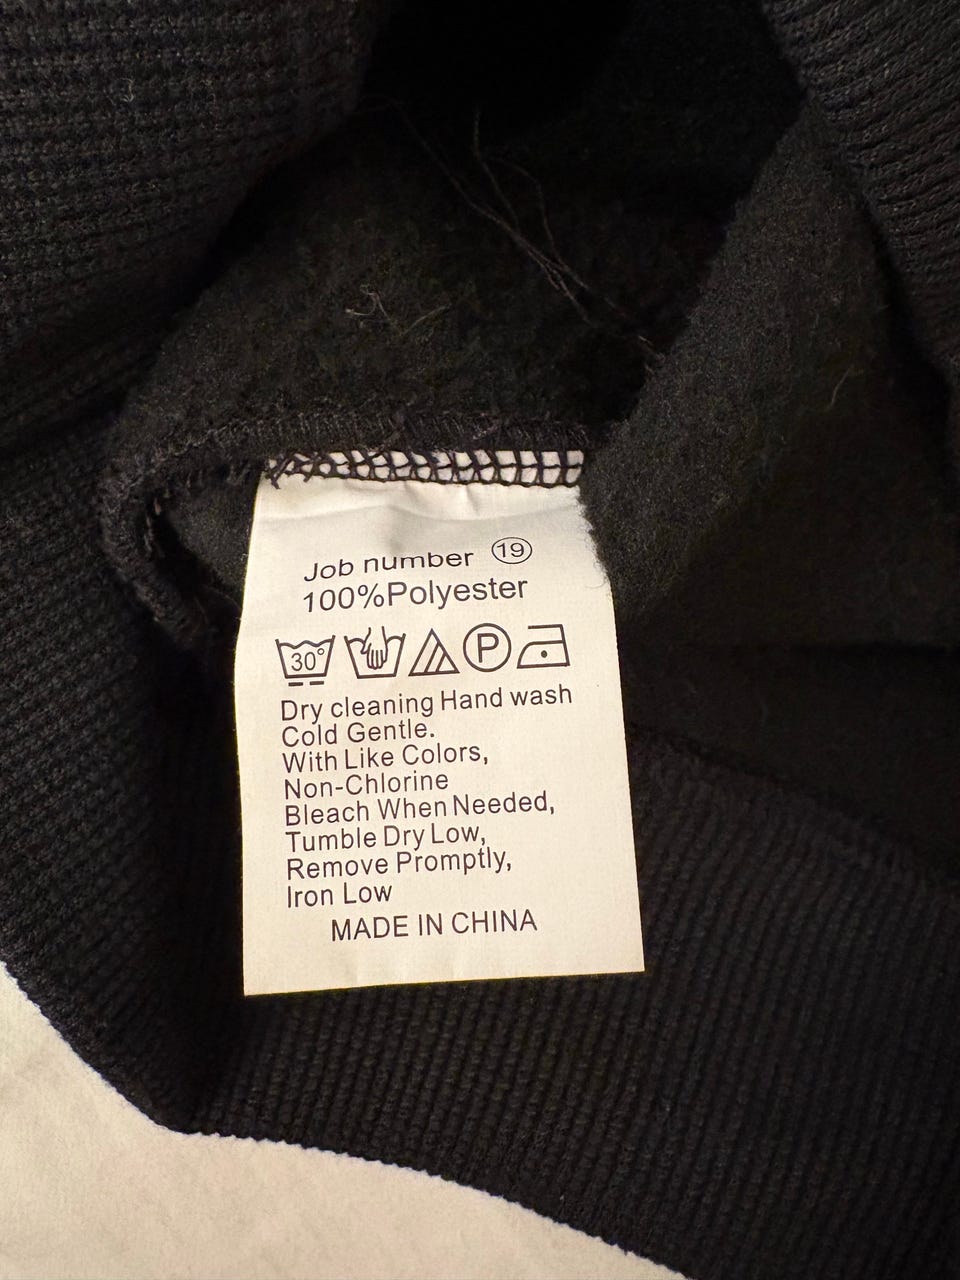 Job number 19
100%Polyester
30° P
Dry cleaning Hand wash
Cold Gentle.
With Like Colors,
Non-Chlorine
Bleach When Needed,
Tumble Dry Low,
Remove Promptly,
Iron Low
MADE IN CHINA